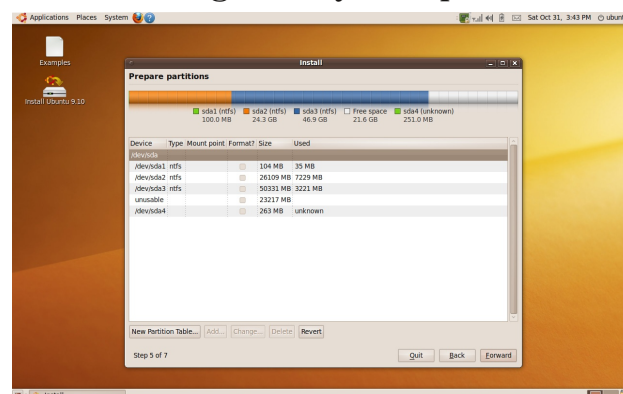 Applications Places System
Sat Oct 31, 3:43 PM ubunt
Examples
Install Ubuntu 9.10
Install
Prepare partitions
sda1 (ntfs) sda2 (ntfs) sda3 (ntfs) Free space sda4 (unknown)
100.0 MB 24.3 GB 46.9 GB 21.6 GB 251.0 MB
Device Type Mount point Format? Size Used
/dev/sda
/dev/sda1 ntfs 104 MB 35 MB
/dev/sda2 ntfs 26109 MB 7229 MB
/dev/sda3 ntfs 50331 MB 3221 MB
unusable 23217 MB
/dev/sda4 263 MB unknown
New Partition Table... Add... Change... Delete Revert
Step 5 of 7
Quit Back Forward